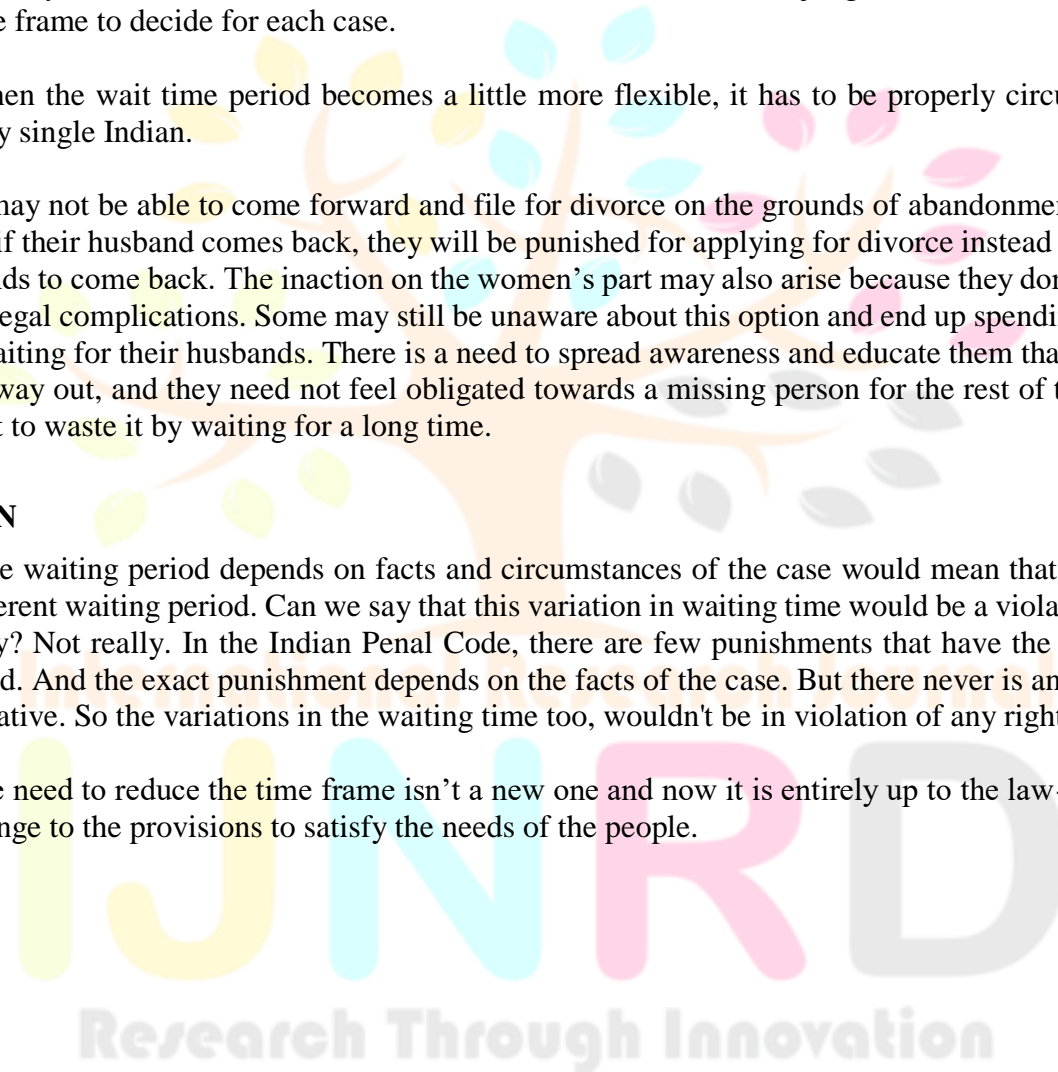 e frame to decide for each case.
hen the wait time period becomes a little more flexible, it has to be properly circu
y single Indian.
may not be able to come forward and file for divorce on the grounds of abandonmen
if their husband comes back, they will be punished for applying for divorce instead
ds to come back. The inaction on the women's part may also arise because they don
egal complications. Some may still be unaware about this option and end up spendin
aiting for their husbands. There is a need to spread awareness and educate them tha
way out, and they need not feel obligated towards a missing person for the rest of t
t to waste it by waiting for a long time.
N
e waiting period depends on facts and circumstances of the case would mean that
erent waiting period. Can we say that this variation in waiting time would be a viola
y? Not really. In the Indian Penal Code, there are few punishments that have the
International Research Journal
d. And the exact punishment depends on the facts of the case. But there never is an
ative. So the variations in the waiting time too, wouldn't be in violation of any right
e need to reduce the time frame isn't a new one and now it is entirely up to the law-
nge to the provisions to satisfy the needs of the people.
IJNRD
Research Through Innovation